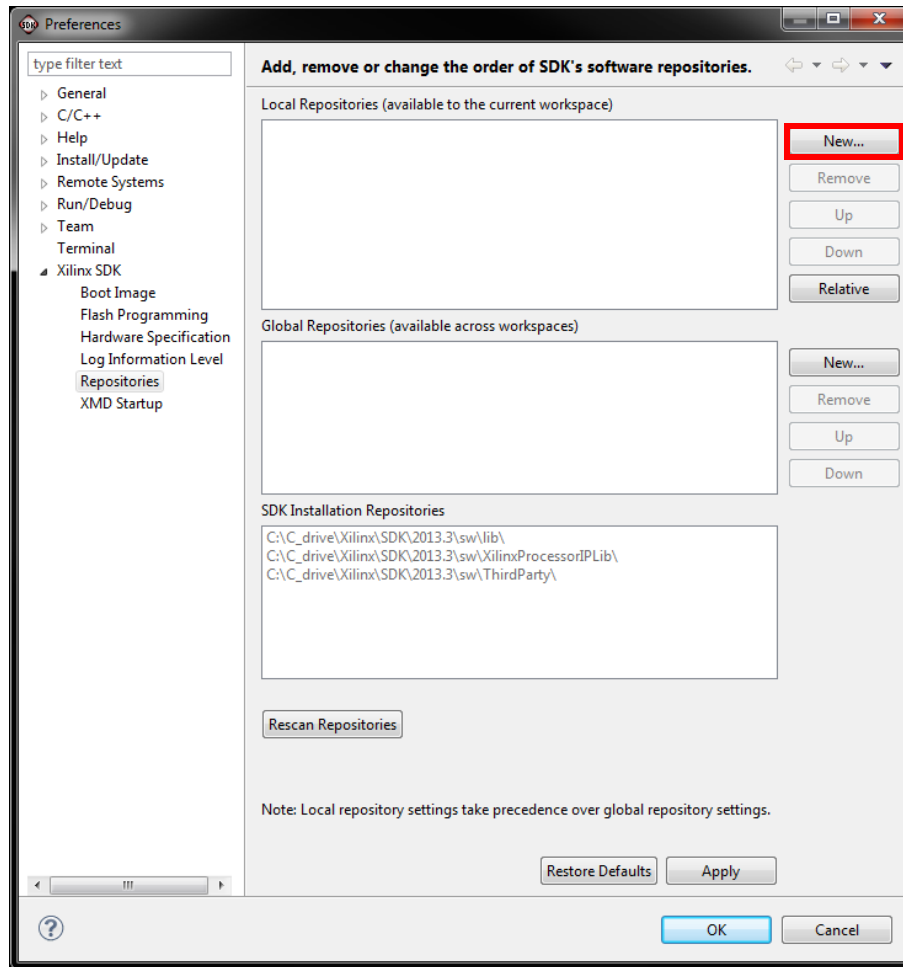 SDK Preferences
type filter text
General
C/C++
Help
Install/Update
Remote Systems
Run/Debug
Team
Terminal
Xilinx SDK
Boot Image
Flash Programming
Hardware Specification
Log Information Level
Repositories
XMD Startup
Add, remove or change the order of SDK's software repositories.
Local Repositories (available to the current workspace)
New...
Remove
Up
Down
Relative
Global Repositories (available across workspaces)
New...
Remove
Up
Down
SDK Installation Repositories
C:\C_drive\Xilinx\SDK\2013.3\sw\lib\
C:\C_drive\Xilinx\SDK\2013.3\sw\XilinxProcessorIPLib\
C:\C_drive\Xilinx\SDK\2013.3\sw\ThirdParty\
Rescan Repositories
Note: Local repository settings take precedence over global repository settings.
Restore Defaults
Apply
?
OK
Cancel